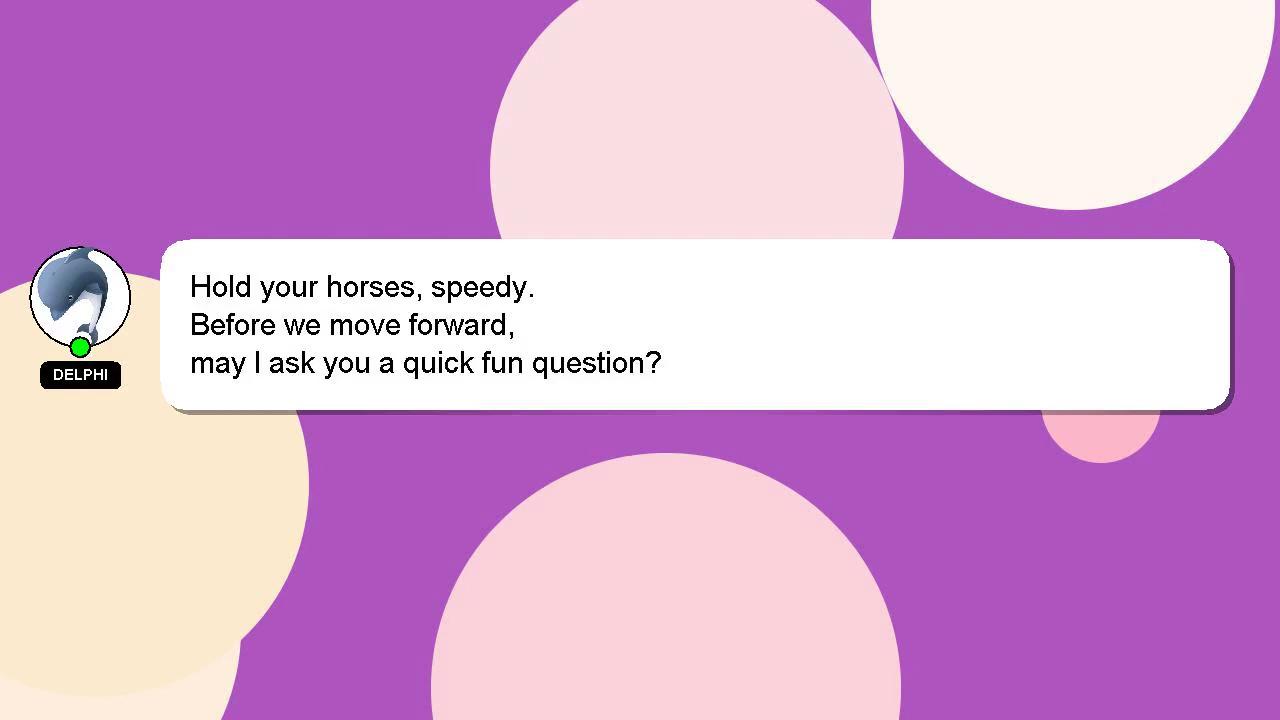 Hold your horses, speedy.
Before we move forward,
may I ask you a quick fun question?
DELPHI